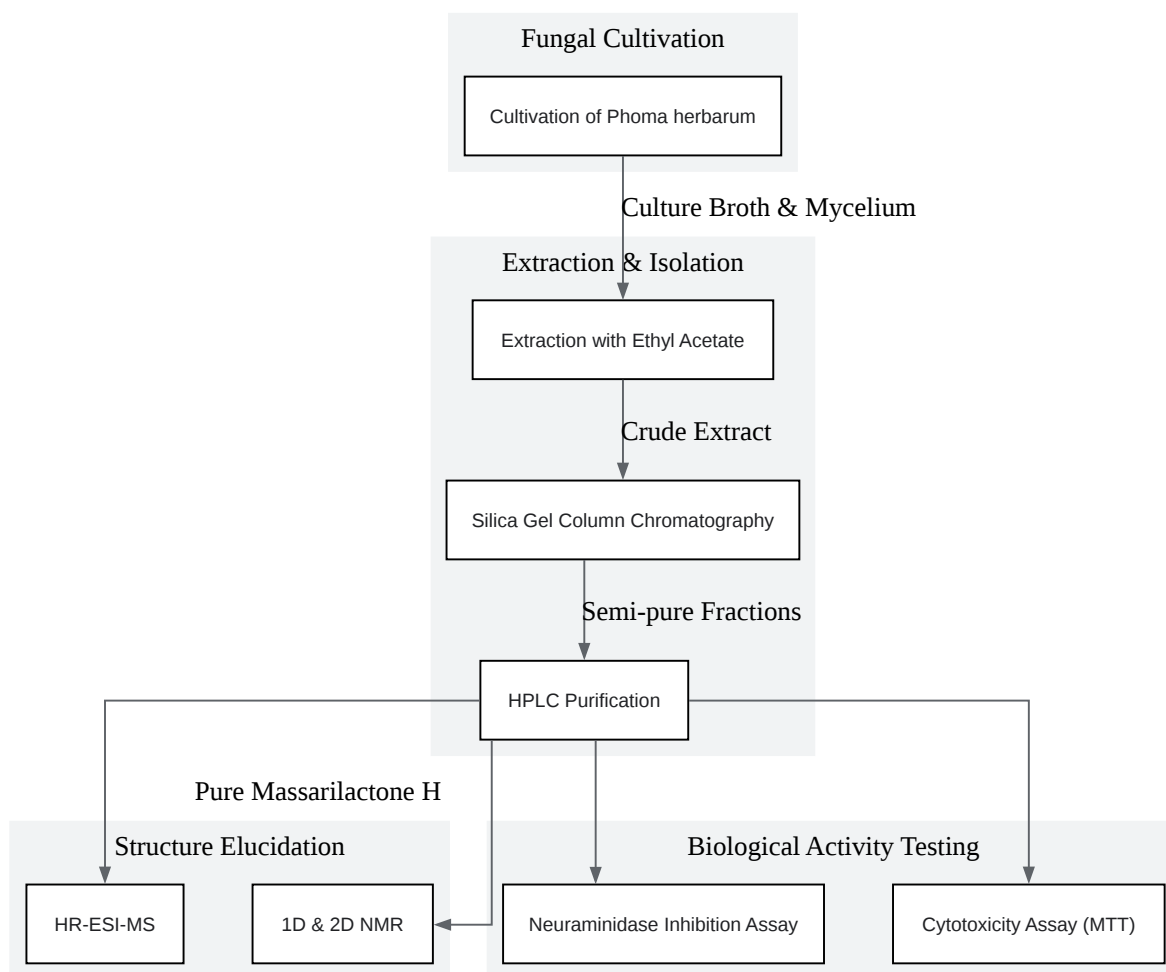 Fungal Cultivation
Cultivation of Phoma herbarum
Culture Broth & Mycelium
Extraction & Isolation
Extraction with Ethyl Acetate
Crude Extract
Silica Gel Column Chromatography
Semi-pure Fractions
HPLC Purification
Pure Massarilactone H
Structure Elucidation
Biological Activity Testing
HR-ESI-MS
1D & 2D NMR
Neuraminidase Inhibition Assay
Cytotoxicity Assay (MTT)